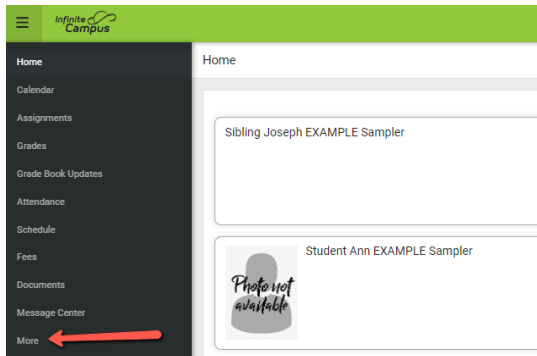 Infinite
Campus
Home
Calendar
Assignments
Grades
Grade Book Updates
Attendance
Schedule
Fees
Documents
Message Center
More
Home
Sibling Joseph EXAMPLE Sampler
Student Ann EXAMPLE Sampler
Photo not
available